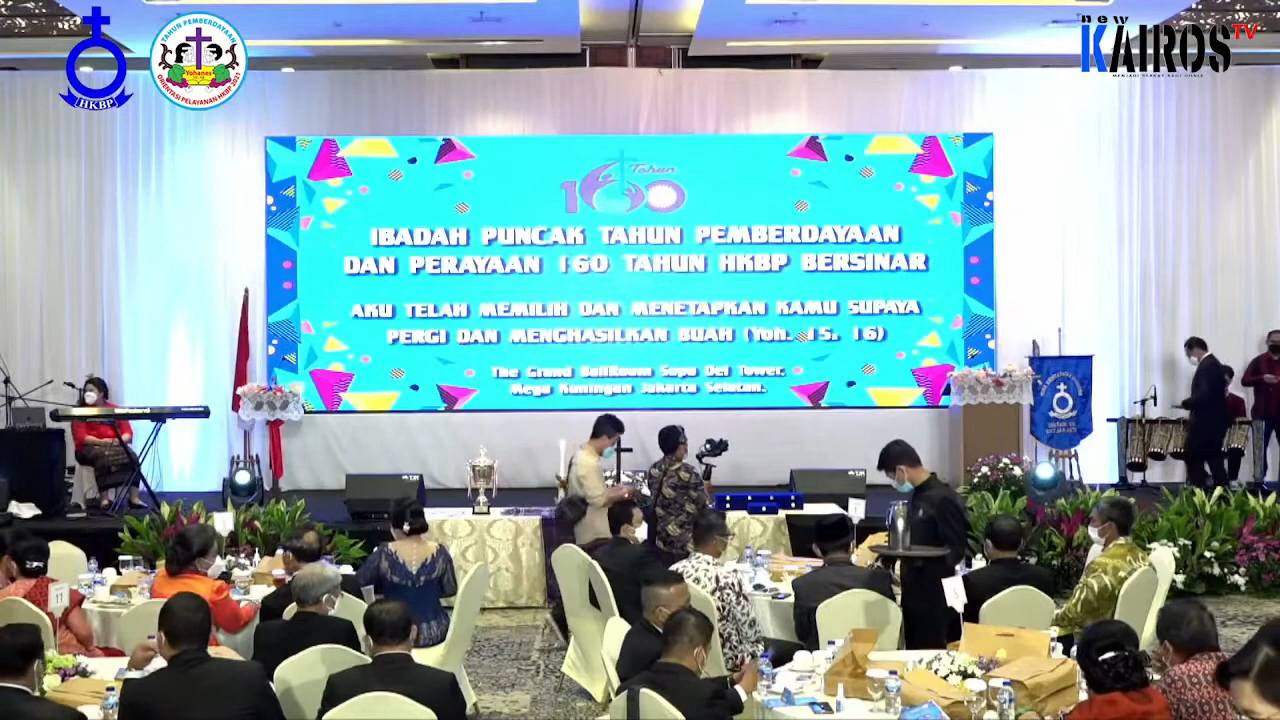 HKBP
TAHUN PEMBERDAYAAN
Yohanes
ORIENTASI PELAYANAN HKBP 2021
new
KAIROS TV
160 Tahun
IBADAH PUNCAK TAHUN PEMBERDAYAAN
DAN PERAYAAN 160 TAHUN HKBP BERSINAR
AKU TELAH MEMILIH DAN MENETAPKAN KAMU SUPAYA
PERGI DAN MENGHASILKAN BUAH (Yoh. 15. 16)
The Grand BallRoom Sopo Del Tower.
Mega Kuningan Jakarta Selatan.
11